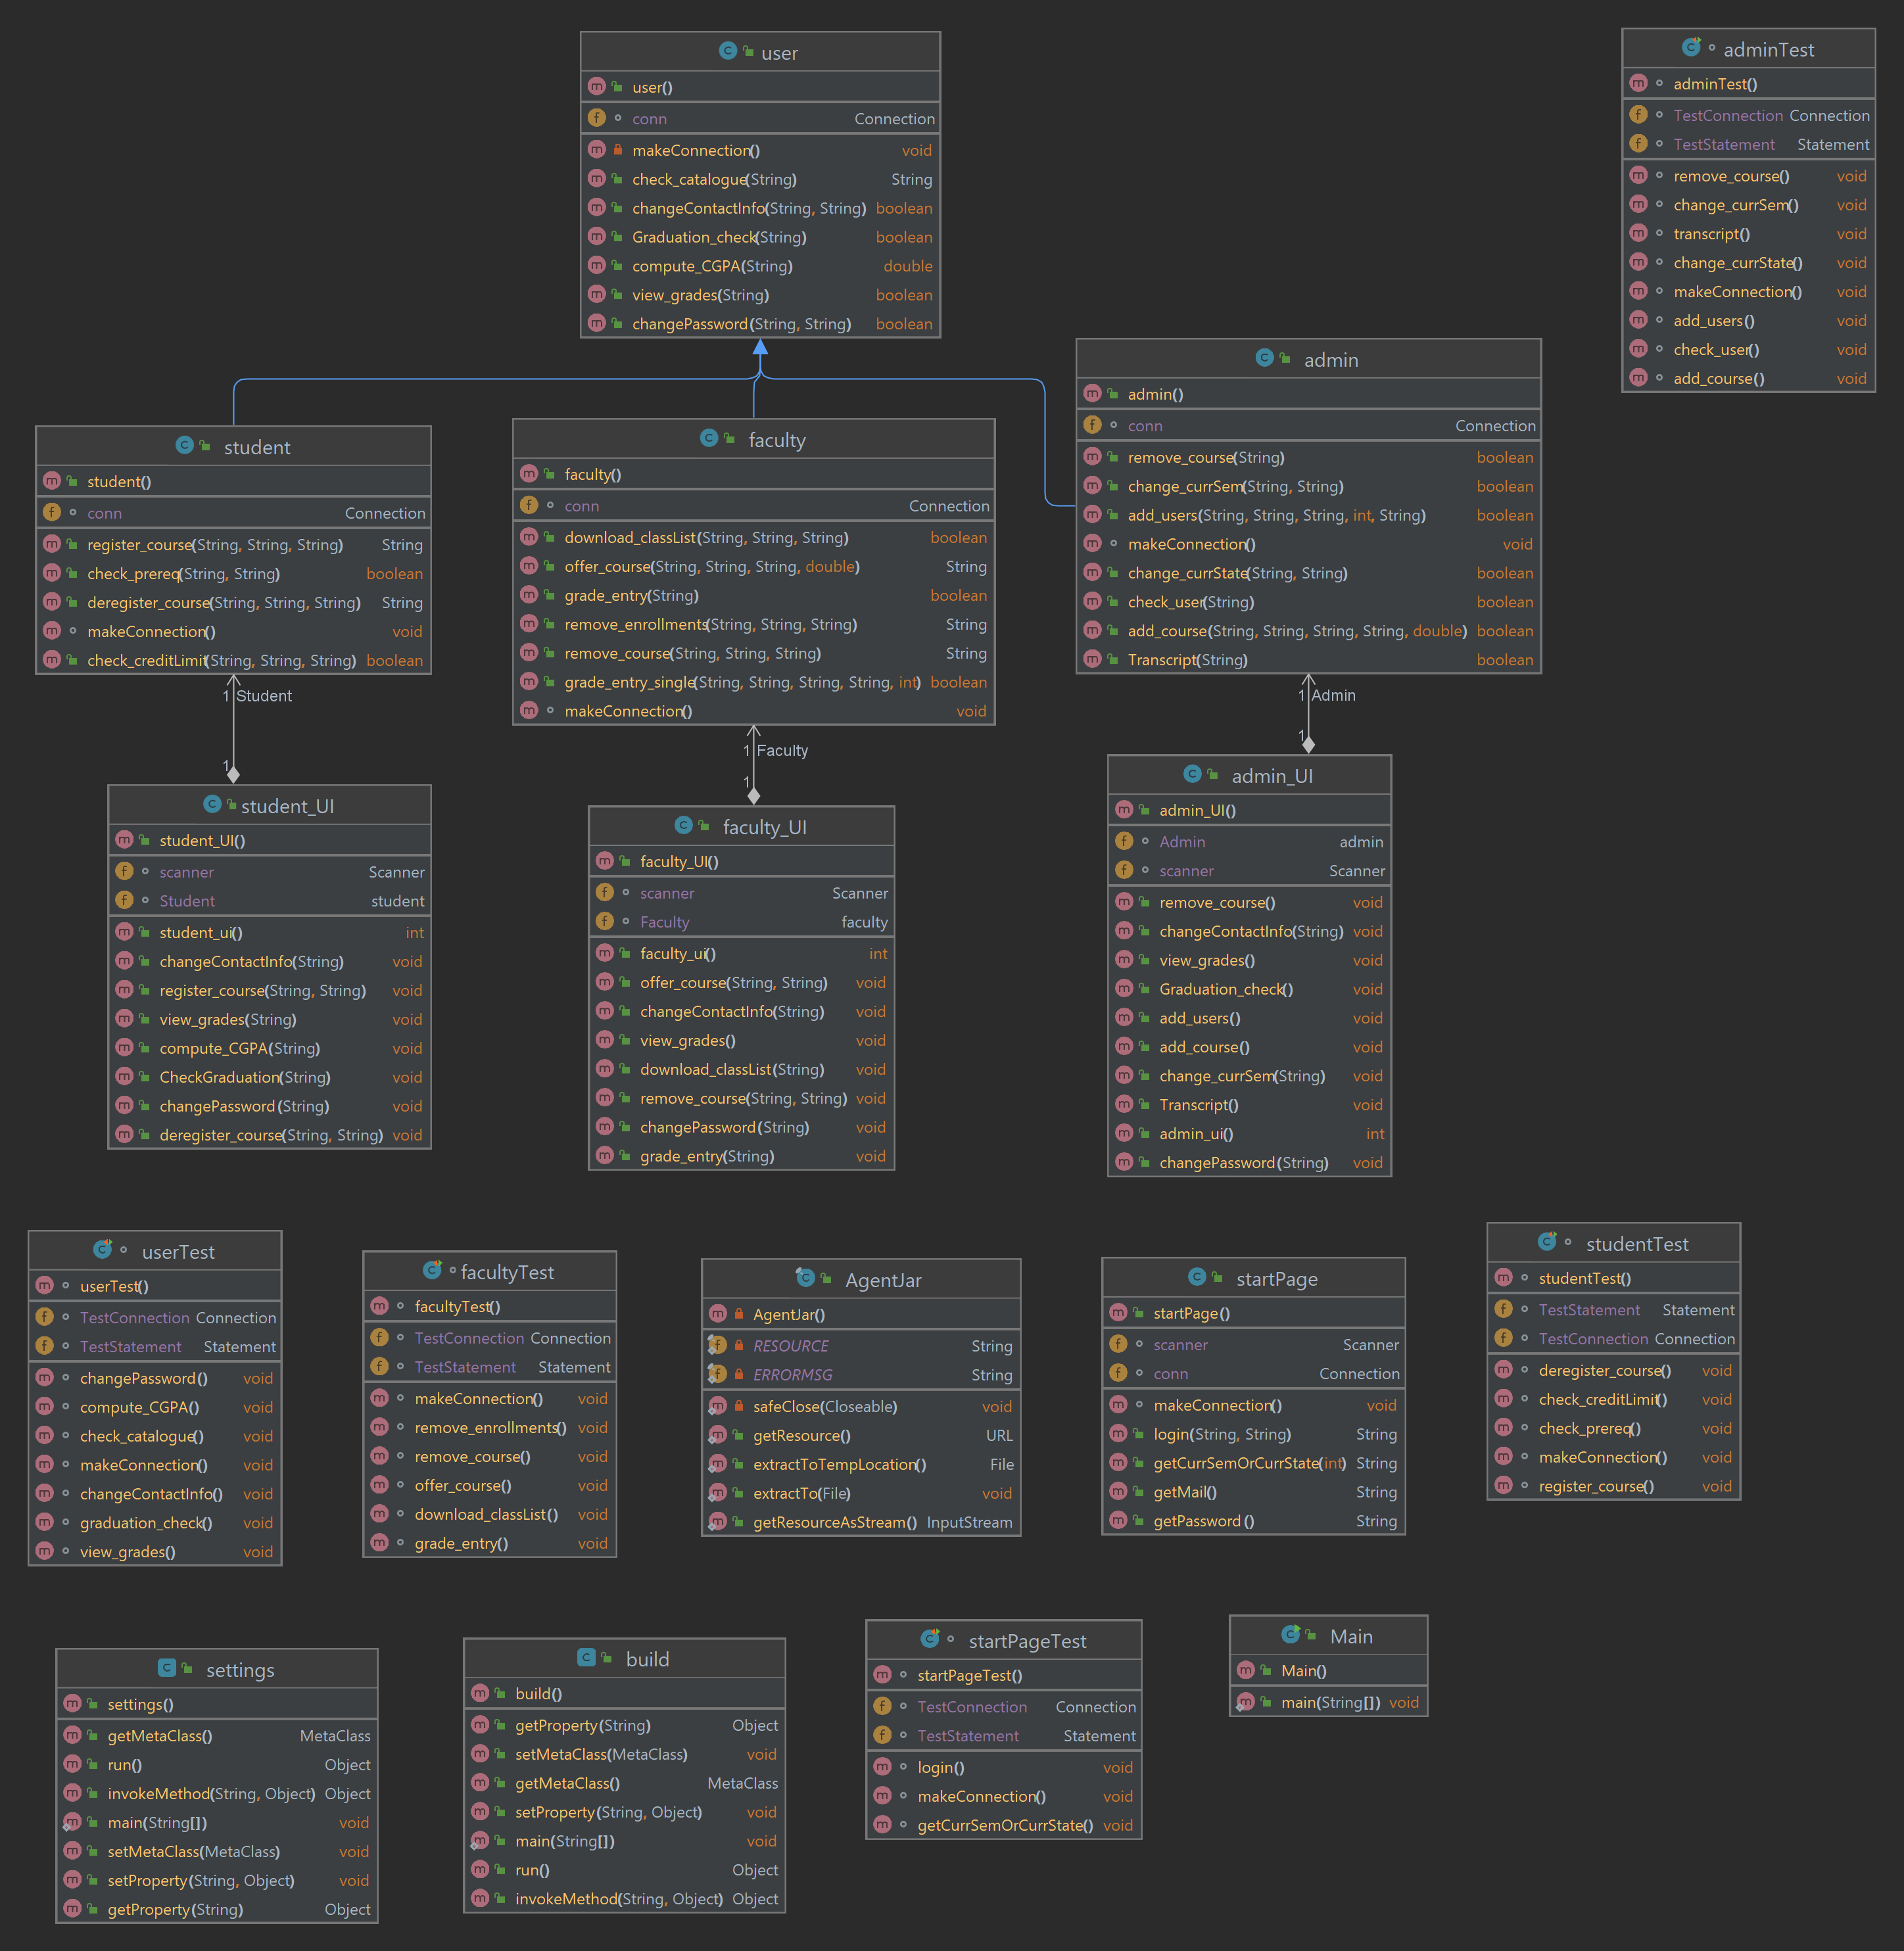 user
user()
conn Connection
makeConnection() void
check_catalogue(String) String
changeContactInfo(String, String) boolean
Graduation_check(String) boolean
compute_CGPA(String) double
view_grades(String) boolean
changePassword(String, String) boolean
adminTest
adminTest()
TestConnection Connection
TestStatement Statement
remove_course() void
change_currSem() void
transcript() void
change_currState() void
makeConnection() void
add_users() void
check_user() void
add_course() void
student
student()
conn Connection
register_course(String, String, String) String
check_prereq(String, String) boolean
deregister_course(String, String, String) String
makeConnection() void
check_creditLimit(String, String, String) boolean
faculty
faculty()
conn Connection
download_classList(String, String, String) boolean
offer_course(String, String, String, double) String
grade_entry(String) boolean
remove_enrollments(String, String, String) String
remove_course(String, String, String) String
grade_entry_single(String, String, String, String, int) boolean
makeConnection() void
admin
admin()
conn Connection
remove_course(String) boolean
change_currSem(String, String) boolean
add_users(String, String, String, int, String) boolean
makeConnection() void
change_currState(String, String) boolean
check_user(String) boolean
add_course(String, String, String, String, double) boolean
Transcript(String) boolean
1 Student
1
1 Faculty
1
1 Admin
1
student_UI
student_UI()
scanner Scanner
Student student
student_ui() int
changeContactInfo(String) void
register_course(String, String) void
view_grades(String) void
compute_CGPA(String) void
CheckGraduation(String) void
changePassword(String) void
deregister_course(String, String) void
faculty_UI
faculty_UI()
scanner Scanner
Faculty faculty
faculty_ui() int
offer_course(String, String) void
changeContactInfo(String) void
view_grades() void
download_classList(String) void
remove_course(String, String) void
changePassword(String) void
grade_entry(String) void
admin_UI
admin_UI()
Admin admin
scanner Scanner
remove_course() void
changeContactInfo(String) void
view_grades() void
Graduation_check() void
add_users() void
add_course() void
change_currSem(String) void
Transcript() void
admin_ui() int
changePassword(String) void
userTest
userTest()
TestConnection Connection
TestStatement Statement
changePassword() void
compute_CGPA() void
check_catalogue() void
makeConnection() void
changeContactInfo() void
graduation_check() void
view_grades() void
facultyTest
facultyTest()
TestConnection Connection
TestStatement Statement
makeConnection() void
remove_enrollments() void
remove_course() void
offer_course() void
download_classList() void
grade_entry() void
AgentJar
AgentJar()
RESOURCE String
ERRORMSG String
safeClose(Closeable) void
getResource() URL
extractToTempLocation() File
extractTo(File) void
getResourceAsStream() InputStream
startPage
startPage()
scanner Scanner
conn Connection
makeConnection() void
login(String, String) String
getCurrSemOrCurrState(int) String
getMail() String
getPassword() String
studentTest
studentTest()
TestStatement Statement
TestConnection Connection
deregister_course() void
check_creditLimit() void
check_prereq() void
makeConnection() void
register_course() void
settings
settings()
getMetaClass() MetaClass
run() Object
invokeMethod(String, Object) Object
main(String[]) void
setMetaClass(MetaClass) void
setProperty(String, Object) void
getProperty(String) Object
build
build()
getProperty(String) Object
setMetaClass(MetaClass) void
getMetaClass() MetaClass
setProperty(String, Object) void
main(String[]) void
run() Object
invokeMethod(String, Object) Object
startPageTest
startPageTest()
TestConnection Connection
TestStatement Statement
login() void
makeConnection() void
getCurrSemOrCurrState() void
Main
Main()
main(String[]) void